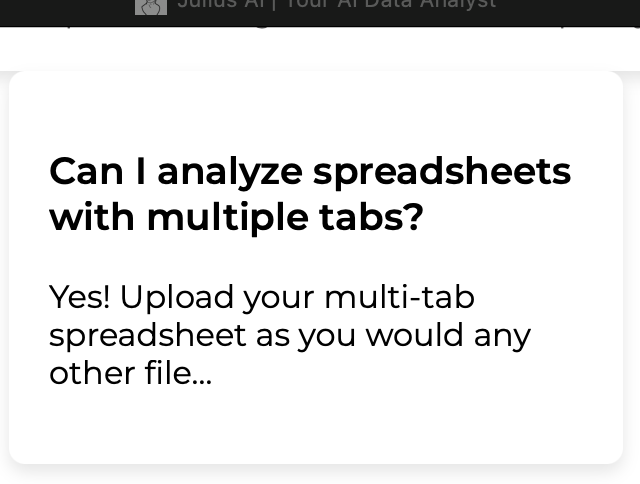 Julius AI | Your AI Data Analyst
Can I analyze spreadsheets
with multiple tabs?
Yes! Upload your multi-tab
spreadsheet as you would any
other file...